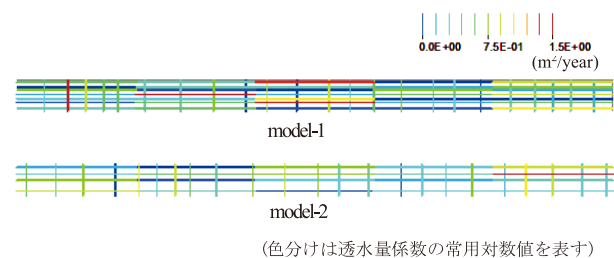 0.0E+00 7.5E-01 1.5E+00
(m²/year)
model-1
model-2
(色分けは透水量係数の常用対数値を表す)